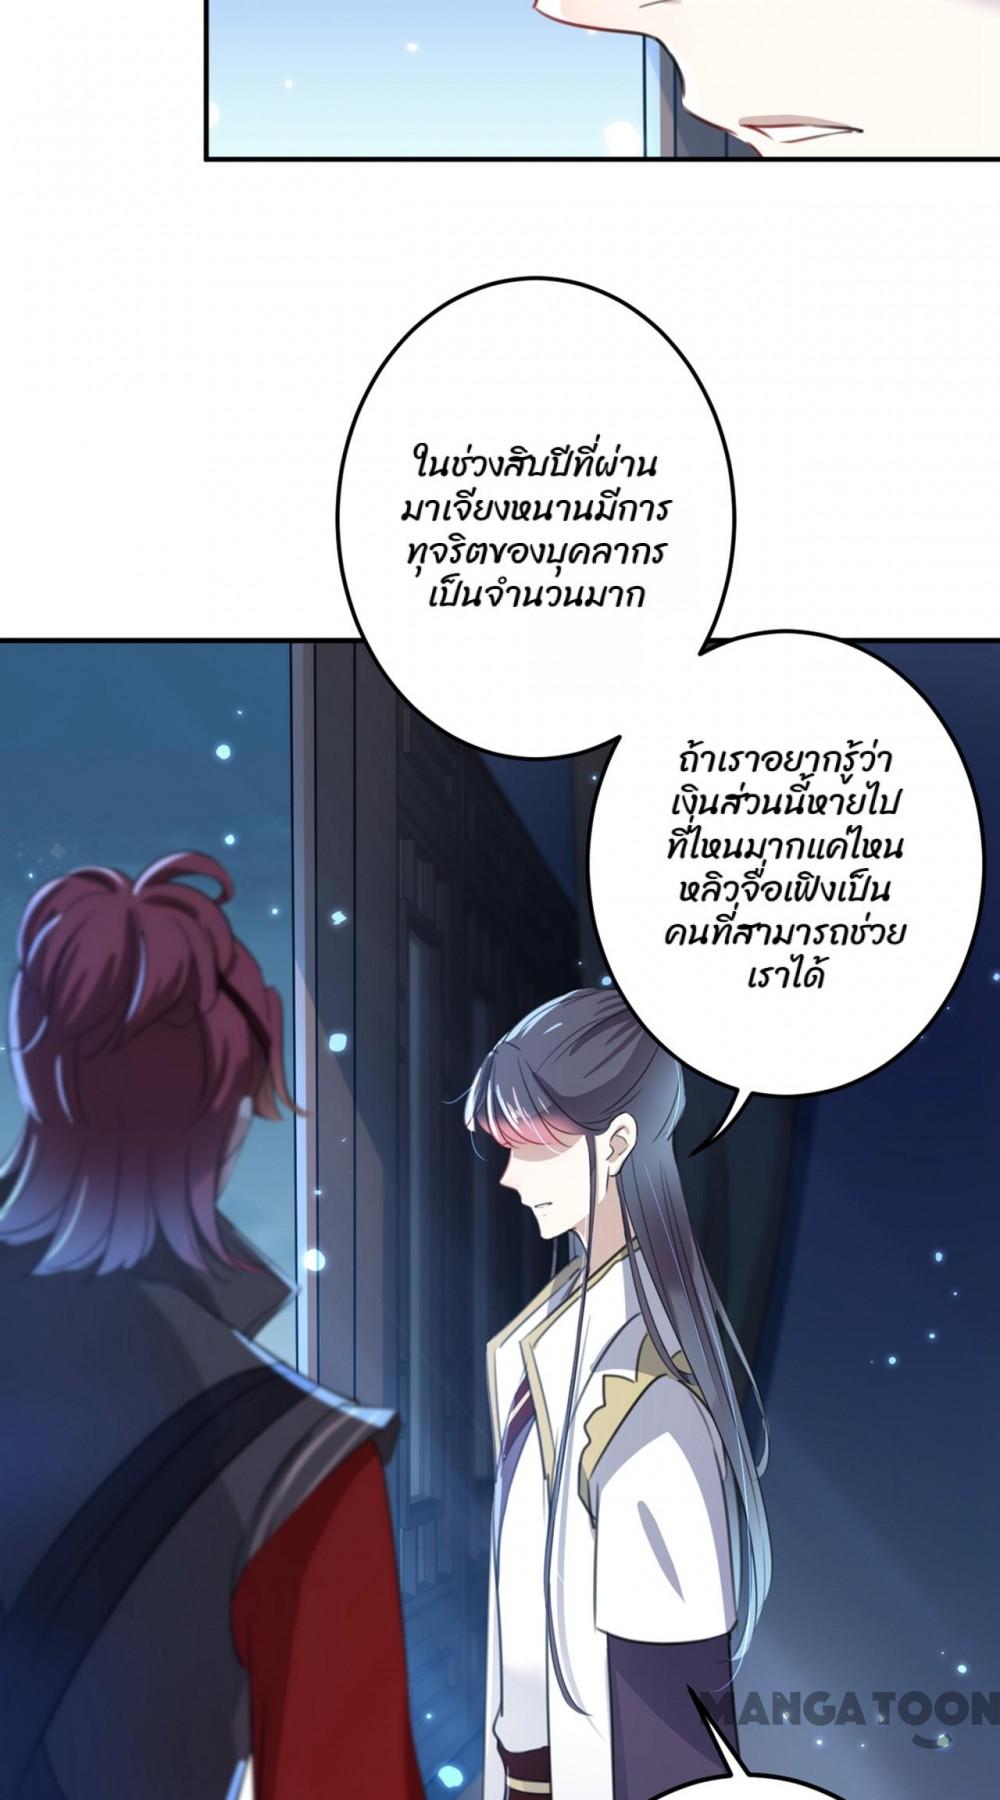 ในช่วงสิบปีที่ผ่าน
มาเจียงหนานมีการ
ทุจริตของบุคลากร
เป็นจำนวนมาก
ถ้าเราอยากรู้ว่า
เงินส่วนนี้หายไป
ที่ไหนมากแค่ไหน
หลิวจื่อเฟิงเป็น
คนที่สามารถช่วย
เราได้
MANGATOON